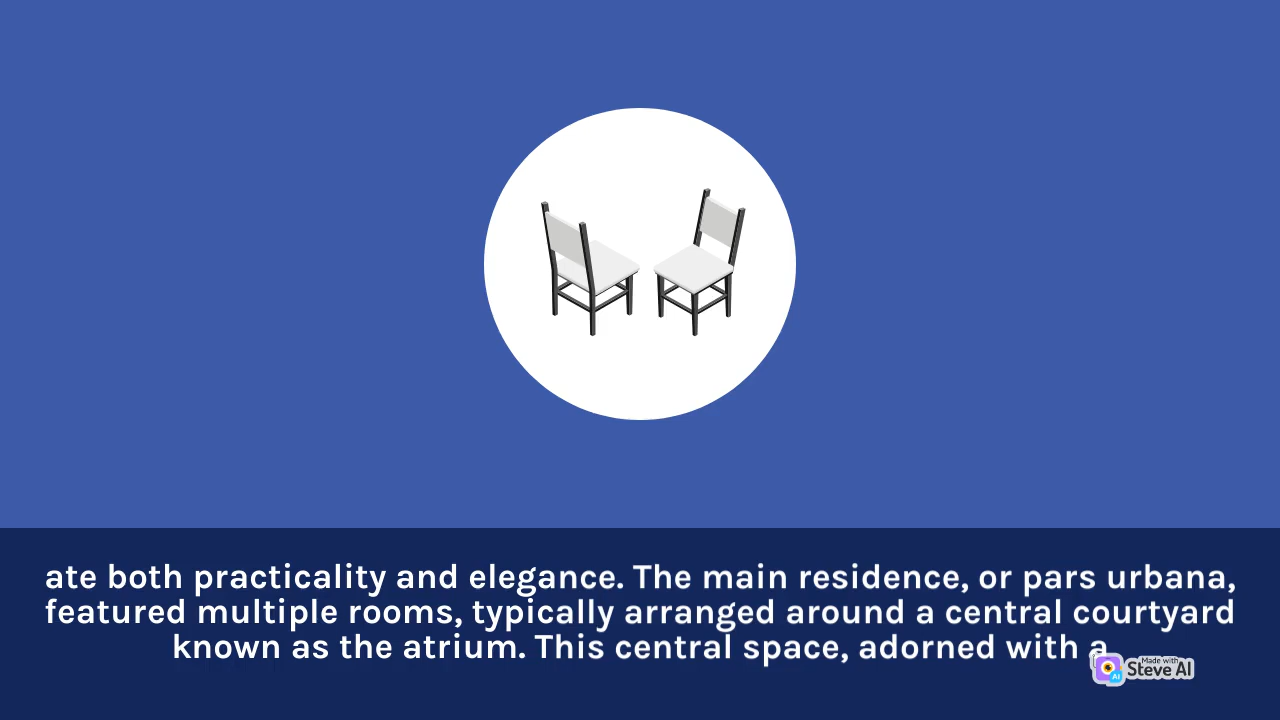 ate both practicality and elegance. The main residence, or pars urbana,
featured multiple rooms, typically arranged around a central courtyard
known as the atrium. This central space, adorned with a
Made with
Steve AI
AI